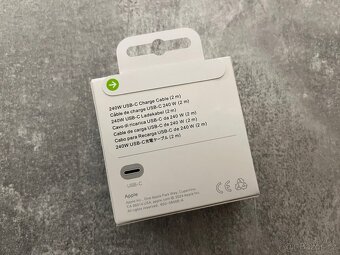 240W USB-C Charge Cable (2 m)
Câble de charge USB-C 240 W (2 m)
240W USB-C Ladekabel (2 m)
Cavo di ricarica USB-C da 240 W (2 m)
Cable de carga USB-C de 240 W (2 m)
Cabo para Recarga USB-C de 240 W (2 m)
240W USB-C充電ケーブル (2 m)
USB-C
Apple